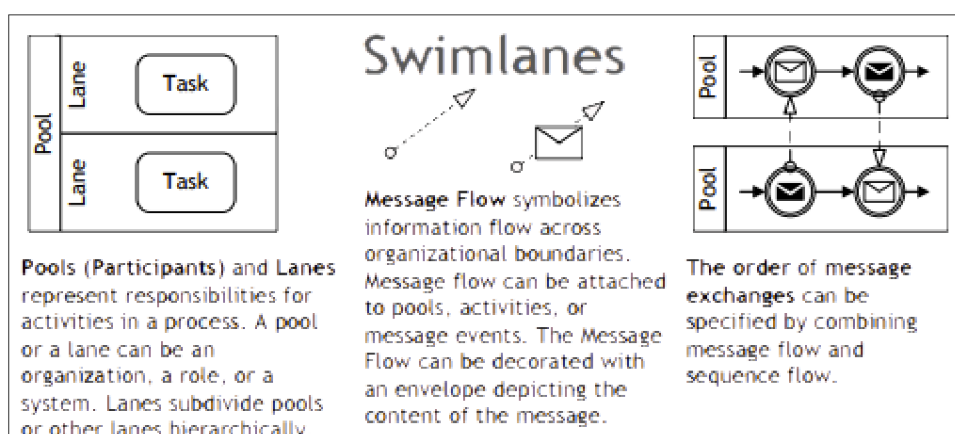 Pool
Lane
Task
Lane
Task
Pools (Participants) and Lanes
represent responsibilities for
activities in a process. A pool
or a lane can be an
organization, a role, or a
system. Lanes subdivide pools
or other lanes hierarchically
Swimlanes
Message Flow symbolizes
information flow across
organizational boundaries.
Message flow can be attached
to pools, activities, or
message events. The Message
Flow can be decorated with
an envelope depicting the
content of the message.
Pool
Pool
The order of message
exchanges can be
specified by combining
message flow and
sequence flow.